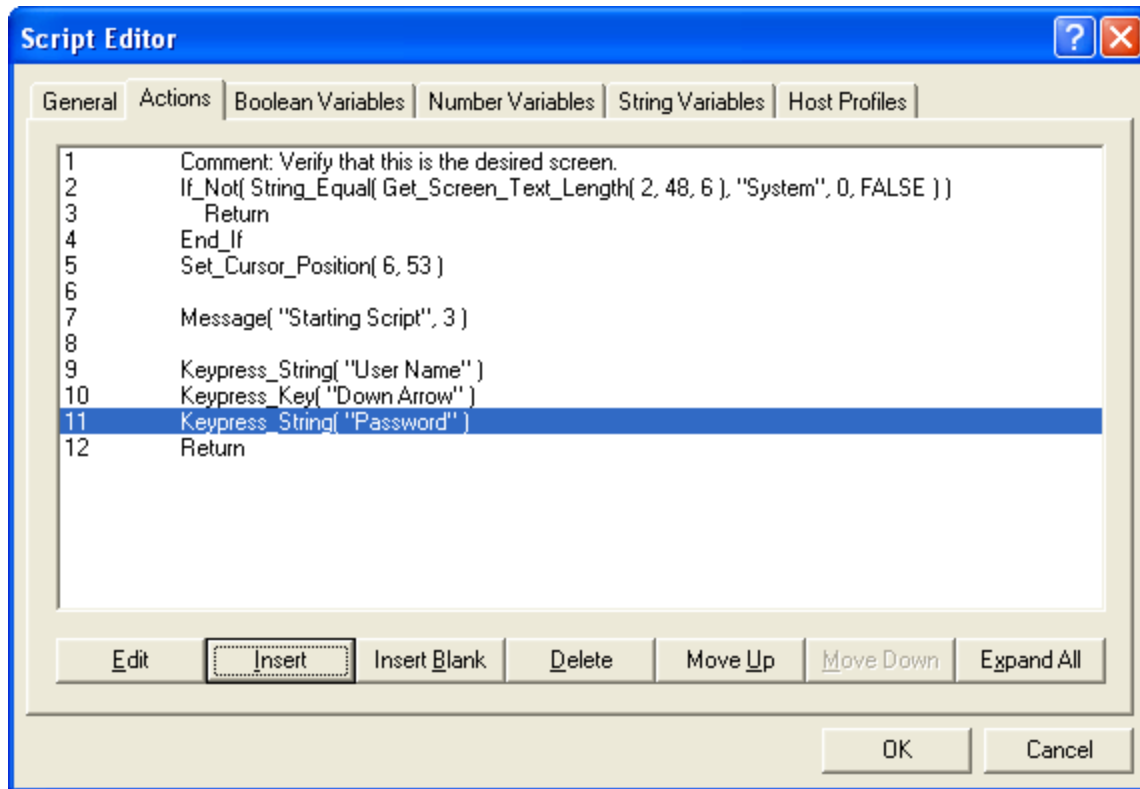 Script Editor
General Actions Boolean Variables Number Variables String Variables Host Profiles
1 Comment: Verify that this is the desired screen.
2 If_Not( String_Equal( Get_Screen_Text_Length( 2, 48, 6 ), "System", 0, FALSE ) )
3 Return
4 End_If
5 Set_Cursor_Position( 6, 53 )
6
7 Message( "Starting Script", 3 )
8
9 Keypress_String( "User Name" )
10 Keypress_Key( "Down Arrow" )
11 Keypress_String( "Password" )
12 Return
Edit Insert Insert Blank Delete Move Up Move Down Expand All
OK Cancel